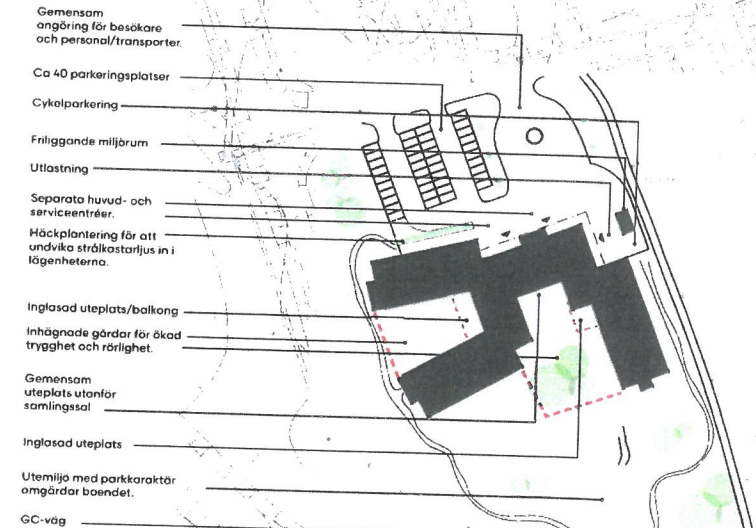 Gemensam
angöring för besökare
och personal/transporter.
Ca 40 parkeringsplatser
Cykelparkering
Friliggande miljörum
Utlastning
Separata huvud- och
serviceentréer.
Häckplantering för att
undvika strålkastarljus in i
lägenheterna.
Inglasad uteplats/balkong
Inhägnade gårdar för ökad
trygghet och rörlighet.
Gemensam
uteplats utanför
samlingssal
Inglasad uteplats
Utemiljö med parkkaraktär
omgärdar boendet.
GC-väg